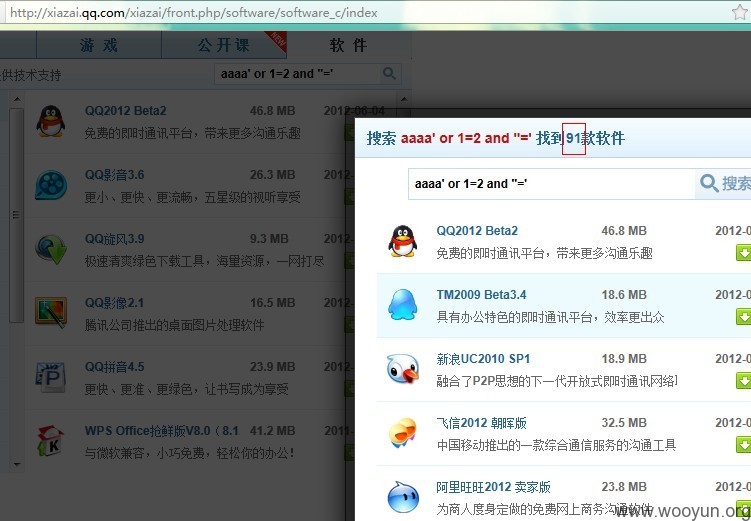 http://xiazai.qq.com/xiazai/front.php/software/software_c/index
游 戏 公开课 NEW 软 件
提供技术支持 aaaa' or 1=2 and ''='
QQ2012 Beta2 46.8 MB 2012-06-04
免费的即时通讯平台，带来更多沟通乐趣
QQ影音3.6 26.3 MB
更小、更快、更流畅，五星级的视听享受
QQ旋风3.9 9.3 MB
极速清爽绿色下载工具，海量资源，一网打尽
QQ影像2.1 16.5 MB
腾讯公司推出的桌面图片处理软件
QQ拼音4.5 23.9 MB
更快、更准、更绿色，让书写成为享受
WPS Office抢鲜版V8.0（8.1 41.2 MB
与微软兼容，小巧免费，轻松你的办公！
搜索 aaaa' or 1=2 and ''=' 找到91款软件
aaaa' or 1=2 and ''=' 搜索
QQ2012 Beta2 46.8 MB 2012-0
免费的即时通讯平台，带来更多沟通乐趣
TM2009 Beta3.4 18.6 MB 2012-0
具有办公特色的即时通讯平台，效率更出众
新浪UC2010 SP1 18.9 MB 2012-0
融合了P2P思想的下一代开放式即时通讯网络
飞信2012 朝晖版 32.5 MB 2012-0
中国移动推出的一款综合通信服务的沟通工具
阿里旺旺2012 卖家版 23.8 MB 2012-0
为商人度身定做的免费网上商务沟通软件
www.wooyun.org